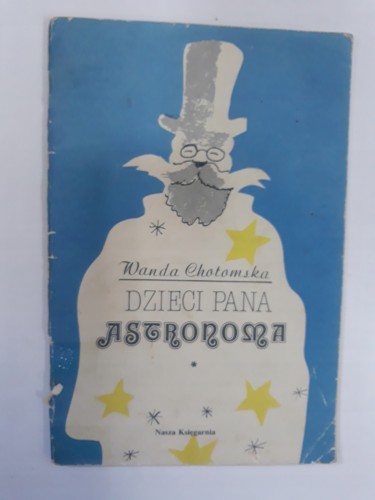 Wanda Chotomska
DZIECI PANA
ASTRONOMA
Nasza Księgarnia